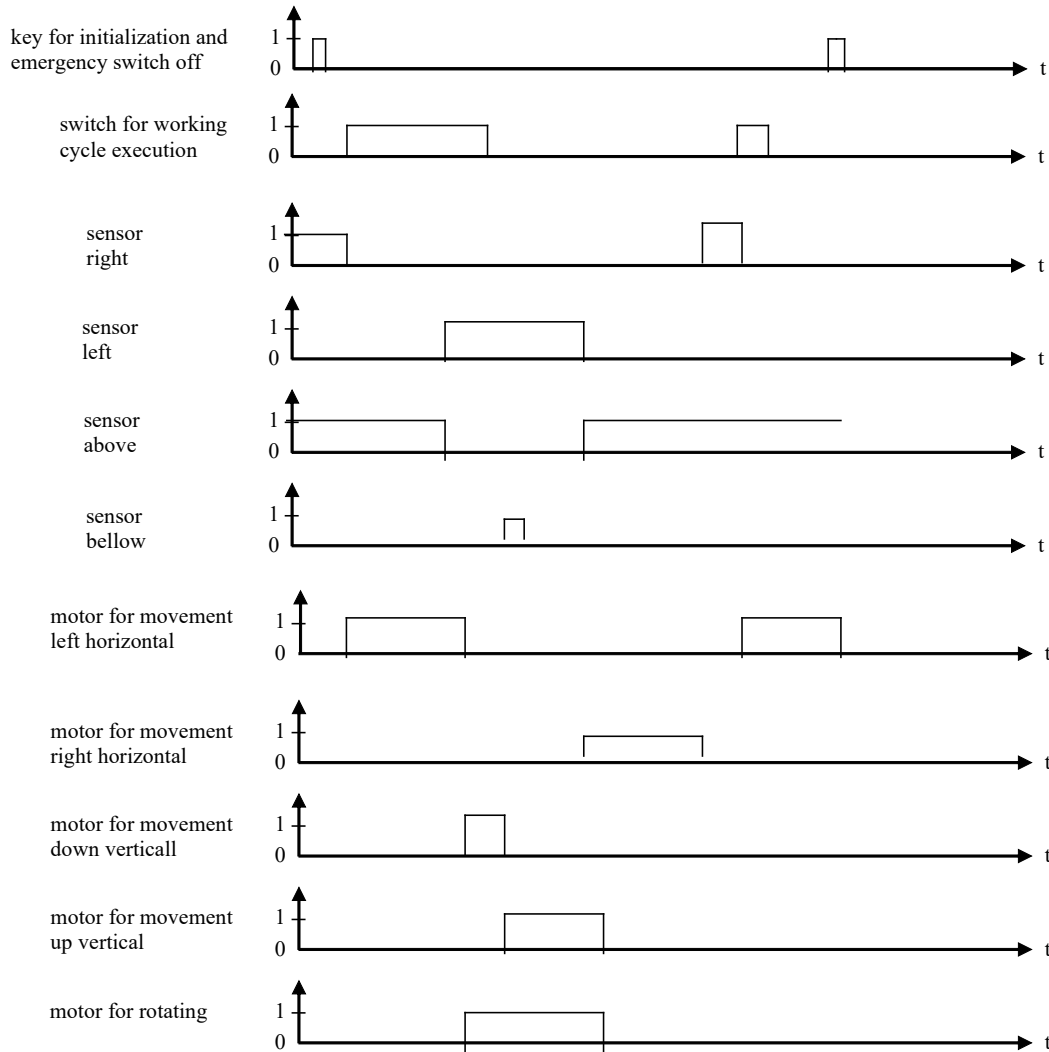 key for initialization and
emergency switch off
1
0
t
switch for working
cycle execution
1
0
t
sensor
right
1
0
t
sensor
left
1
0
t
sensor
above
1
0
t
sensor
bellow
1
0
t
motor for movement
left horizontal
1
0
t
motor for movement
right horizontal
1
0
t
motor for movement
down verticall
1
0
t
motor for movement
up vertical
1
0
t
motor for rotating
1
0
t